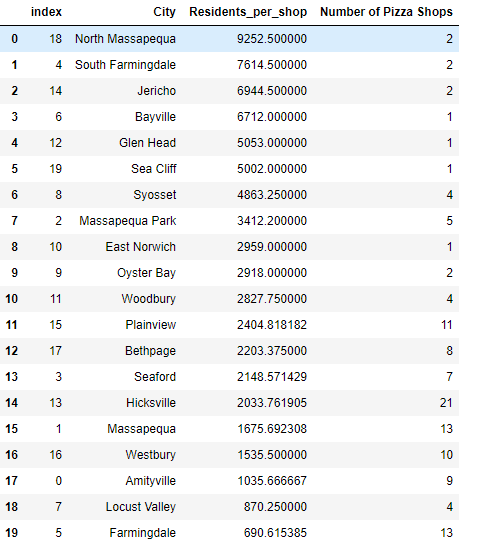 index City Residents_per_shop Number of Pizza Shops
0 18 North Massapequa 9252.500000 2
1 4 South Farmingdale 7614.500000 2
2 14 Jericho 6944.500000 2
3 6 Bayville 6712.000000 1
4 12 Glen Head 5053.000000 1
5 19 Sea Cliff 5002.000000 1
6 8 Syosset 4863.250000 4
7 2 Massapequa Park 3412.200000 5
8 10 East Norwich 2959.000000 1
9 9 Oyster Bay 2918.000000 2
10 11 Woodbury 2827.750000 4
11 15 Plainview 2404.818182 11
12 17 Bethpage 2203.375000 8
13 3 Seaford 2148.571429 7
14 13 Hicksville 2033.761905 21
15 1 Massapequa 1675.692308 13
16 16 Westbury 1535.500000 10
17 0 Amityville 1035.666667 9
18 7 Locust Valley 870.250000 4
19 5 Farmingdale 690.615385 13